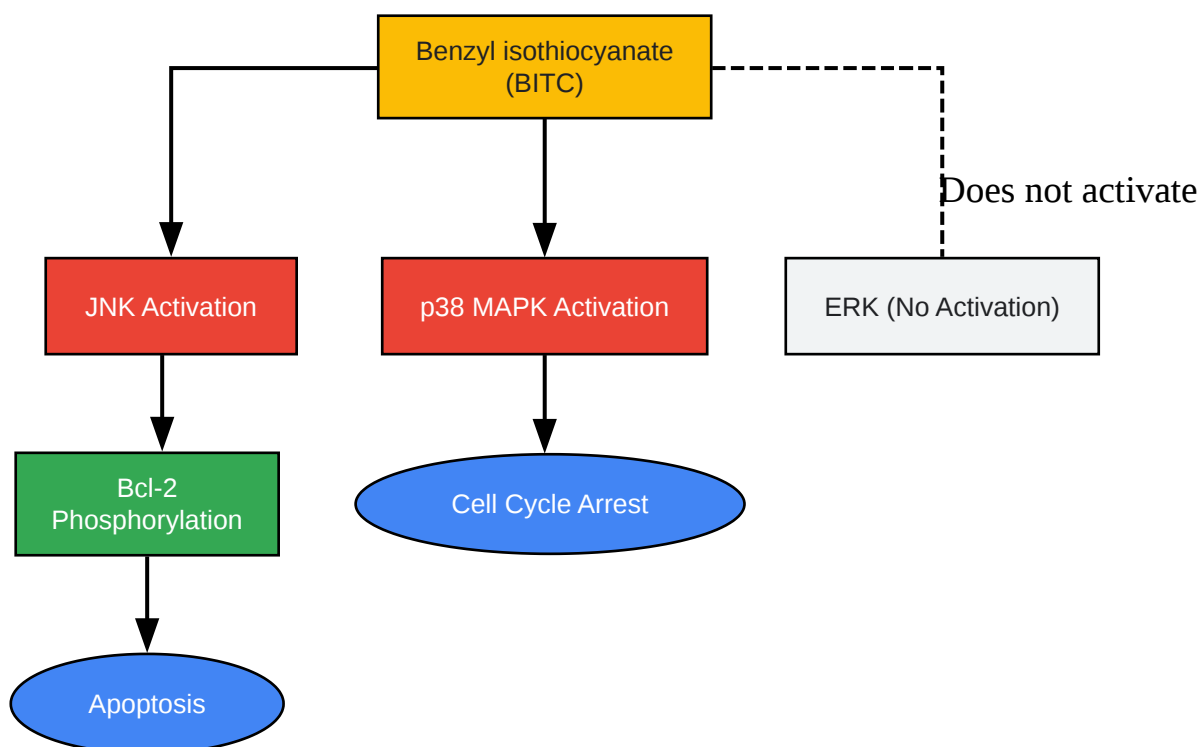 Benzyl isothiocyanate
(BITC)
Does not activate
JNK Activation
p38 MAPK Activation
ERK (No Activation)
Bcl-2
Phosphorylation
Cell Cycle Arrest
Apoptosis